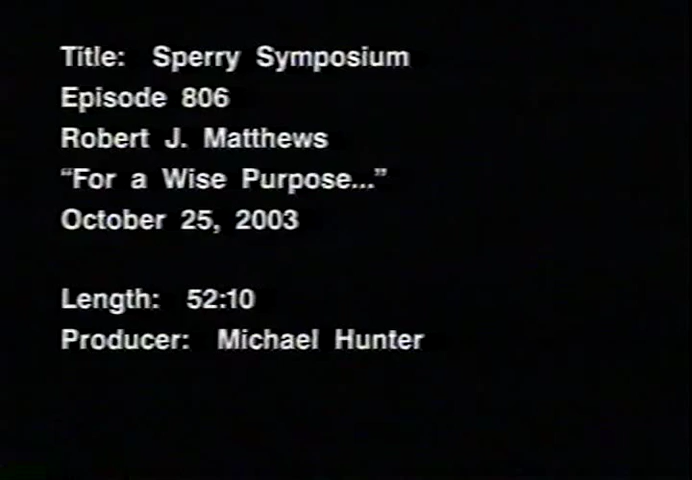 Title: Sperry Symposium
Episode 806
Robert J. Matthews
“For a Wise Purpose...”
October 25, 2003
Length: 52:10
Producer: Michael Hunter